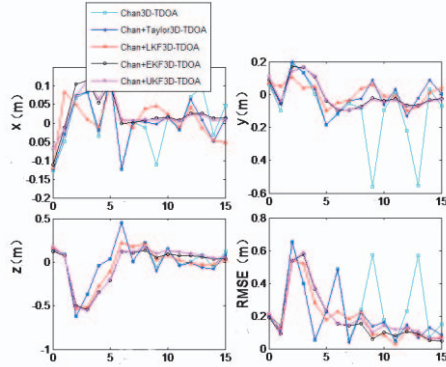 Chan3D-TDOA
Chan+Taylor3D-TDOA
Chan+LKF3D-TDOA
Chan+EKF3D-TDOA
Chan+UKF3D-TDOA
x (m)
0.1
0.05
0
-0.05
-0.1
-0.15
-0.2
0 5 10 15
y(m)
0.2
0
0.2
0.4
0.6
0 5 10 15
z (m)
0.5
0
-0.5
-1
0 5 10 15
RMSE (m)
0.8
0.6
0.4
0.2
0
0 5 10 15